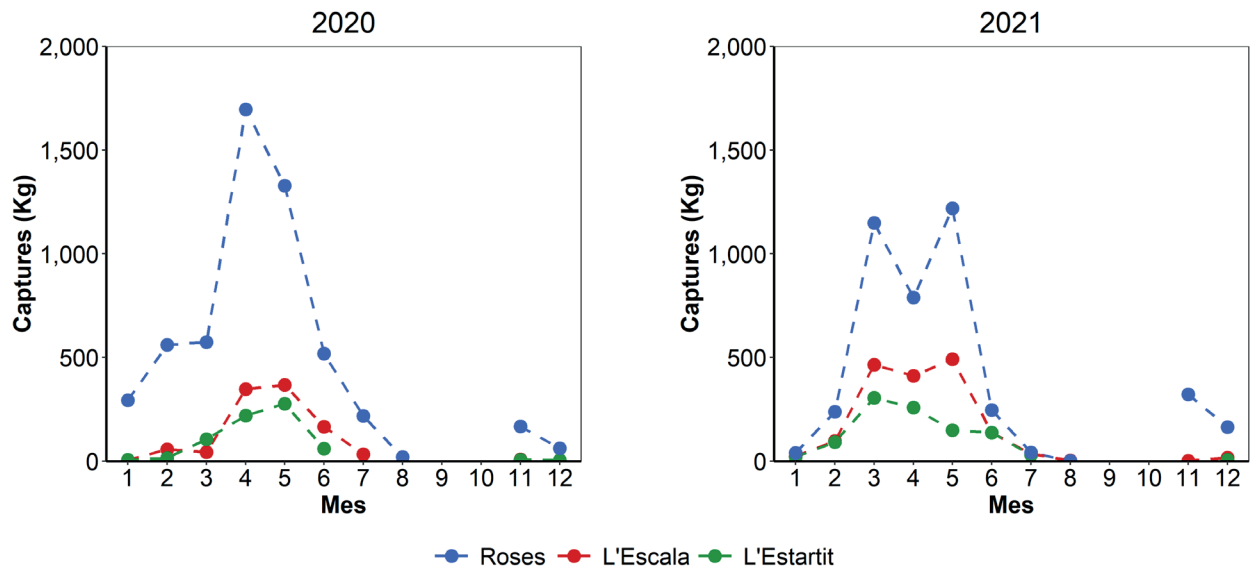 2020
2,000
1,500
1,000
500
0
Captures (Kg)
1 2 3 4 5 6 7 8 9 10 11 12
Mes
2021
2,000
1,500
1,000
500
0
Captures (Kg)
1 2 3 4 5 6 7 8 9 10 11 12
Mes
Roses L'Escala L'Estartit